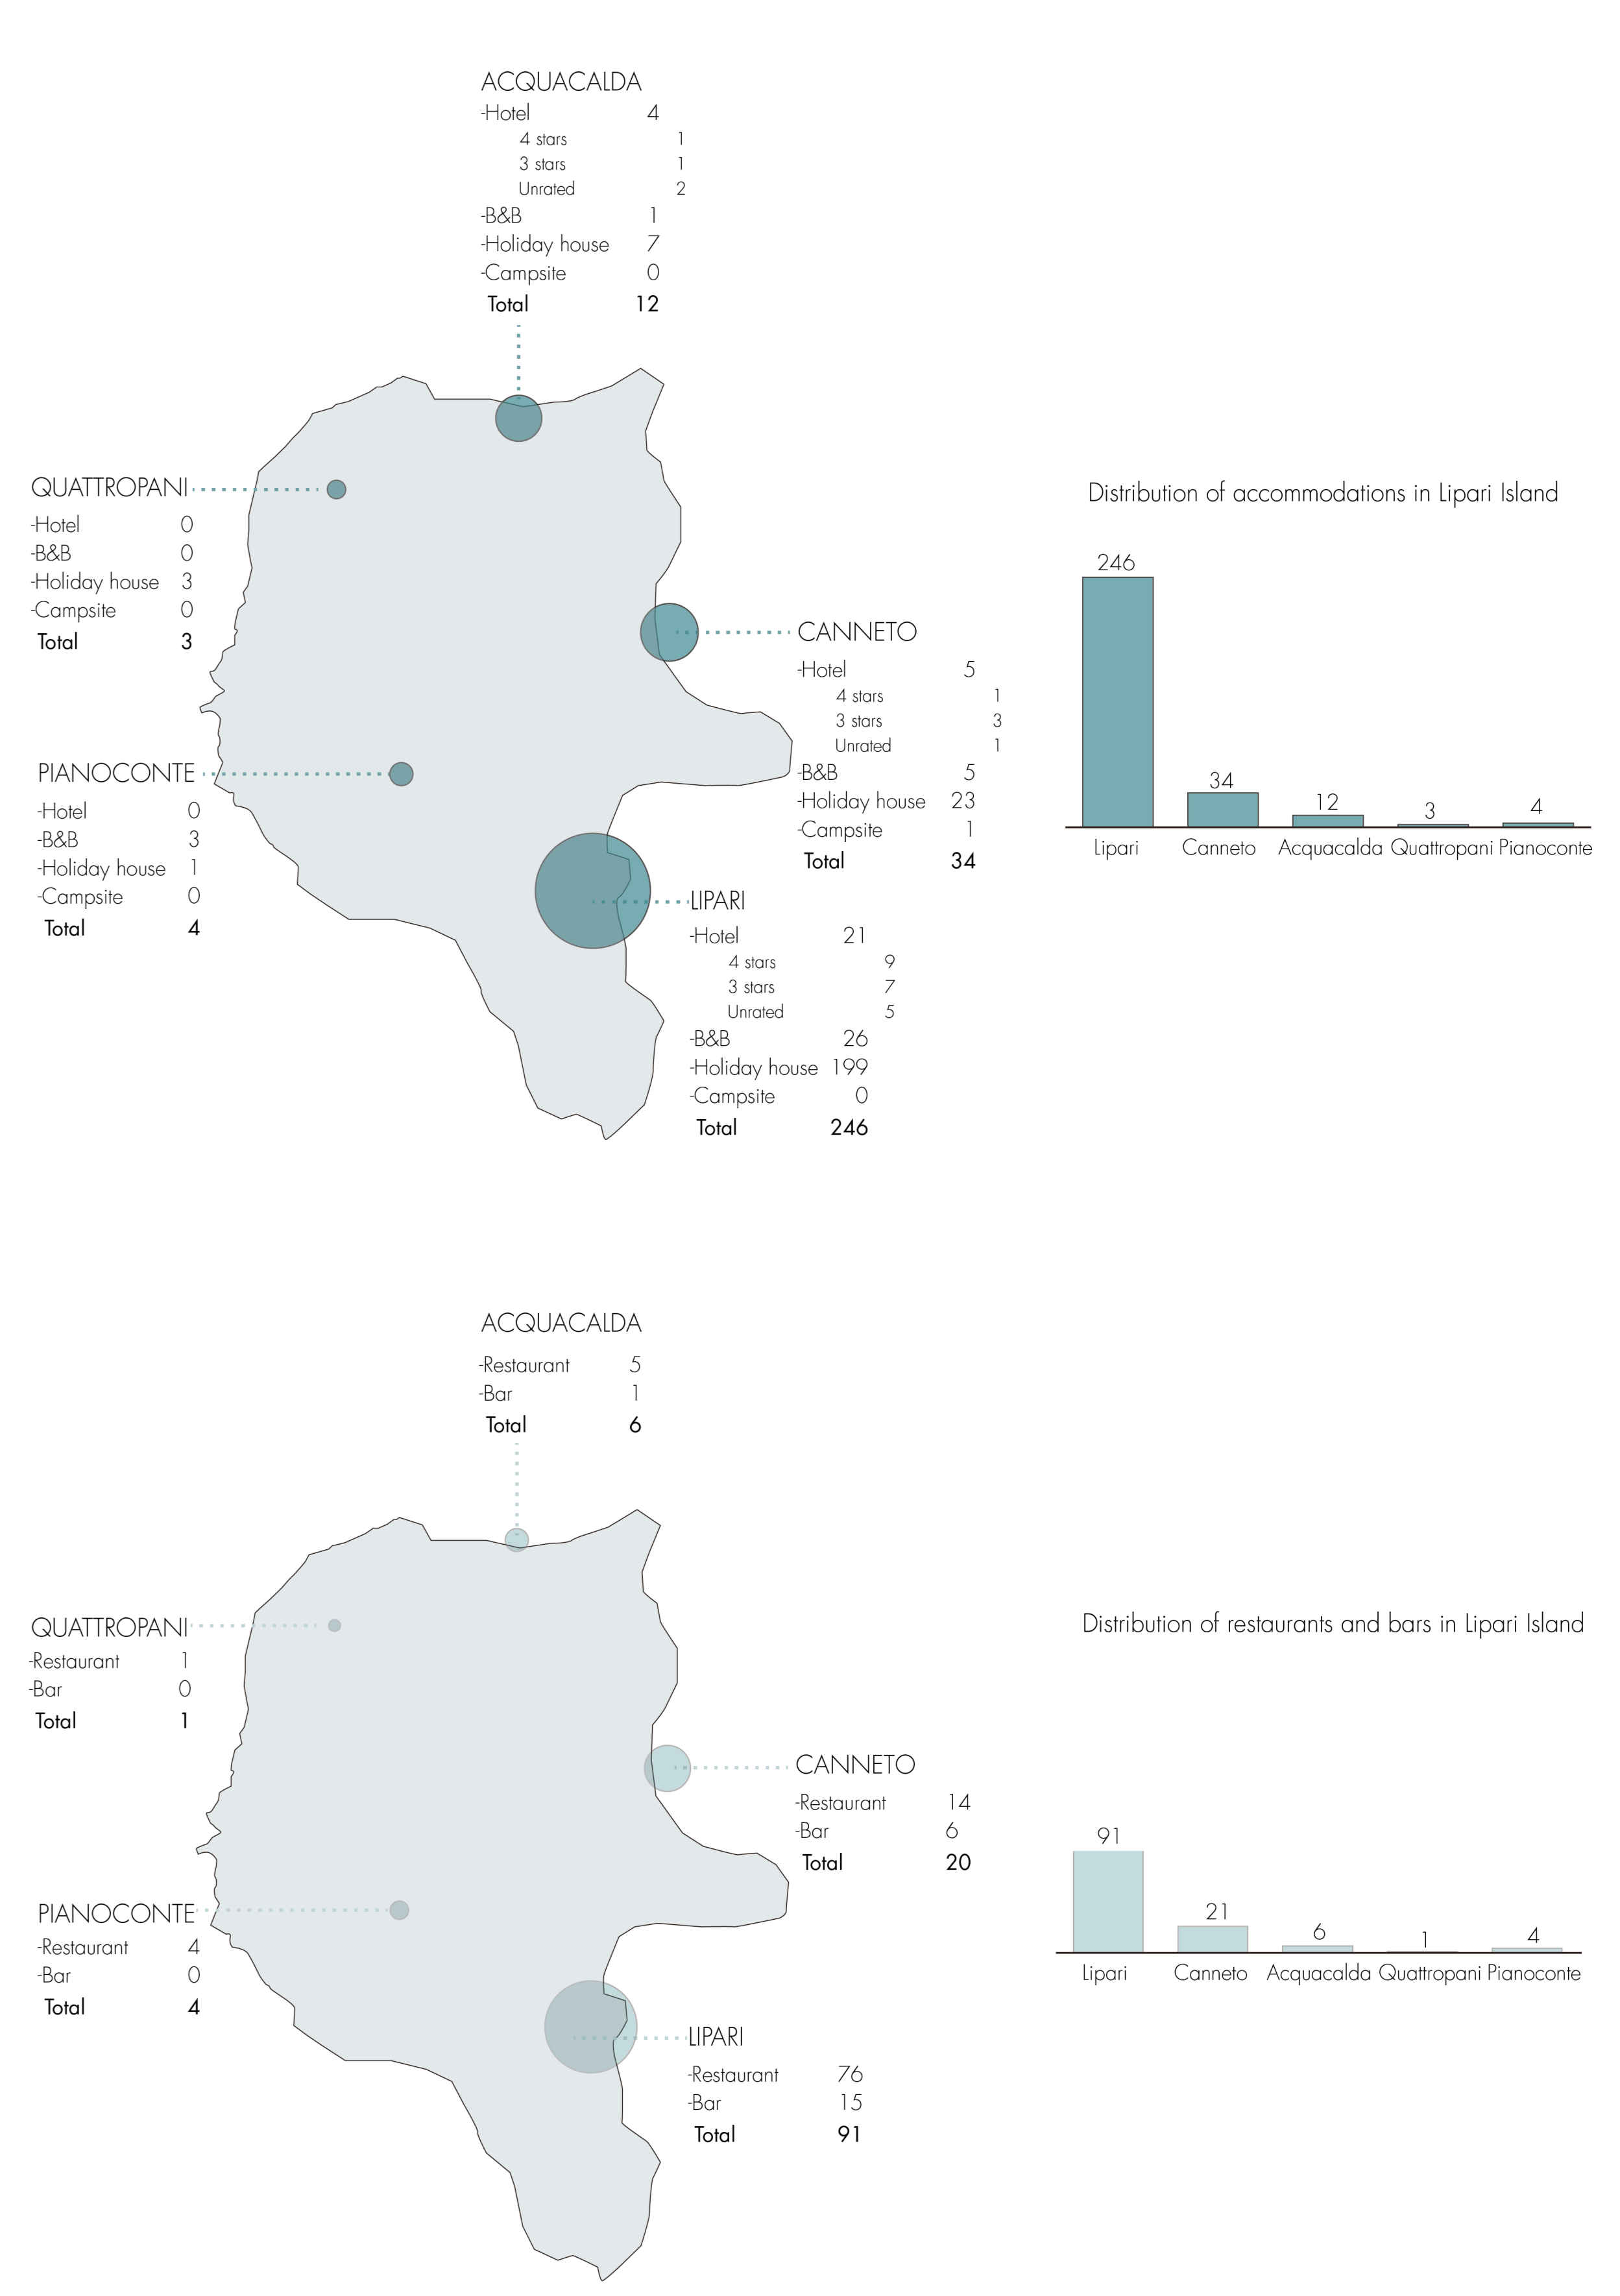 ACQUACALDA
-Hotel 4
4 stars 1
3 stars 1
Unrated 2
-B&B 1
-Holiday house 7
-Campsite 0
Total 12
QUATTROPANI
-Hotel 0
-B&B 0
-Holiday house 3
-Campsite 0
Total 3
CANNETO
-Hotel 5
4 stars 1
3 stars 3
Unrated 1
-B&B 5
-Holiday house 23
-Campsite 1
Total 34
PIANOCONTE
-Hotel 0
-B&B 3
-Holiday house 1
-Campsite 0
Total 4
LIPARI
-Hotel 21
4 stars 9
3 stars 7
Unrated 5
-B&B 26
-Holiday house 199
-Campsite 0
Total 246
Distribution of accommodations in Lipari Island
246
34
12
3
4
Lipari Canneto Acquacalda Quattropani Pianoconte
ACQUACALDA
-Restaurant 5
-Bar 1
Total 6
QUATTROPANI
-Restaurant 1
-Bar 0
Total 1
CANNETO
-Restaurant 14
-Bar 6
Total 20
PIANOCONTE
-Restaurant 4
-Bar 0
Total 4
LIPARI
-Restaurant 76
-Bar 15
Total 91
Distribution of restaurants and bars in Lipari Island
91
21
6
1
4
Lipari Canneto Acquacalda Quattropani Pianoconte